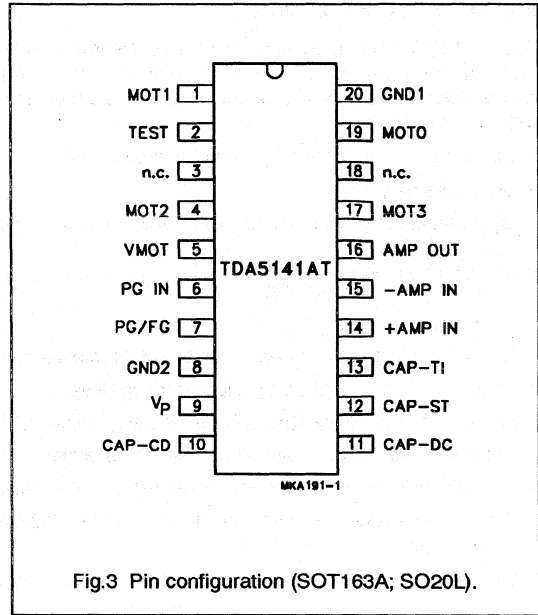 MOT1 1 20 GND1
TEST 2 19 MOT0
n.c. 3 18 n.c.
MOT2 4 17 MOT3
VMOT 5 16 AMP OUT
TDA5141AT
PG IN 6 15 -AMP IN
PG/FG 7 14 +AMP IN
GND2 8 13 CAP-TI
VP 9 12 CAP-ST
CAP-CD 10 11 CAP-DC
MKA191-1
Fig.3 Pin configuration (SOT163A; SO20L).